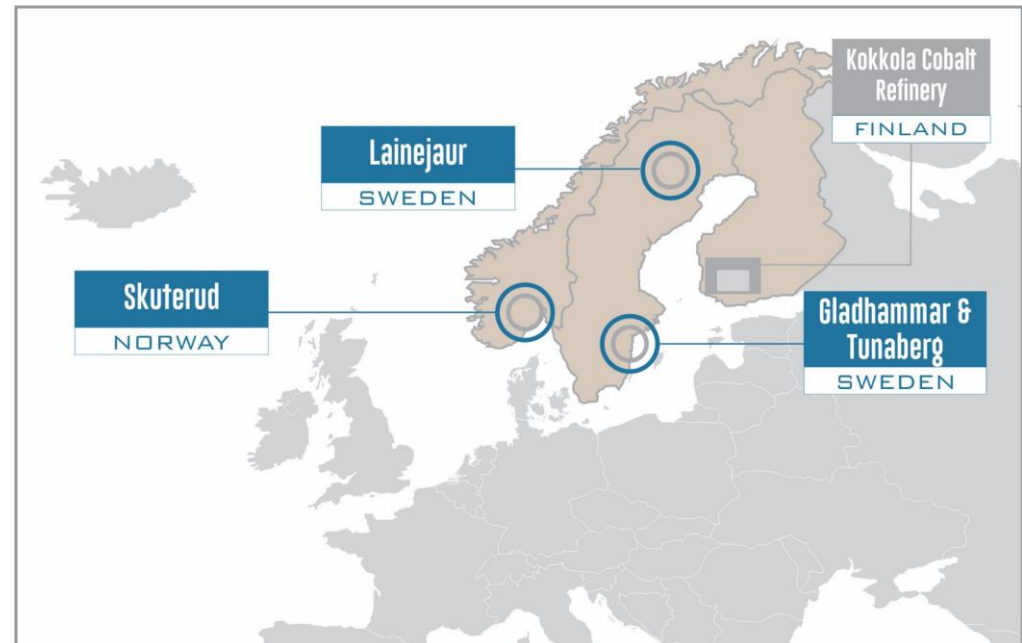 Kokkola Cobalt
Refinery
FINLAND
Lainejaur
SWEDEN
Skuterud
NORWAY
Gladhammar &
Tunaberg
SWEDEN